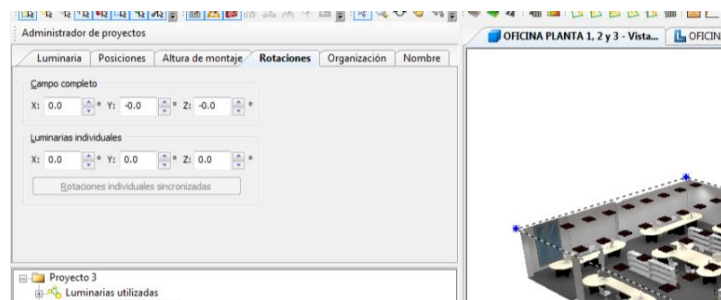 Administrador de proyectos
OFICINA PLANTA 1, 2 y 3 - Vista...
OFICIN
Luminaria Posiciones Altura de montaje Rotaciones Organización Nombre
Campo completo
X: 0.0 ° Y: -0.0 ° Z: -0.0 °
Luminarias individuales
X: 0.0 ° Y: 0.0 ° Z: 0.0 °
Rotaciones individuales sincronizadas
Proyecto 3
Luminarias utilizadas